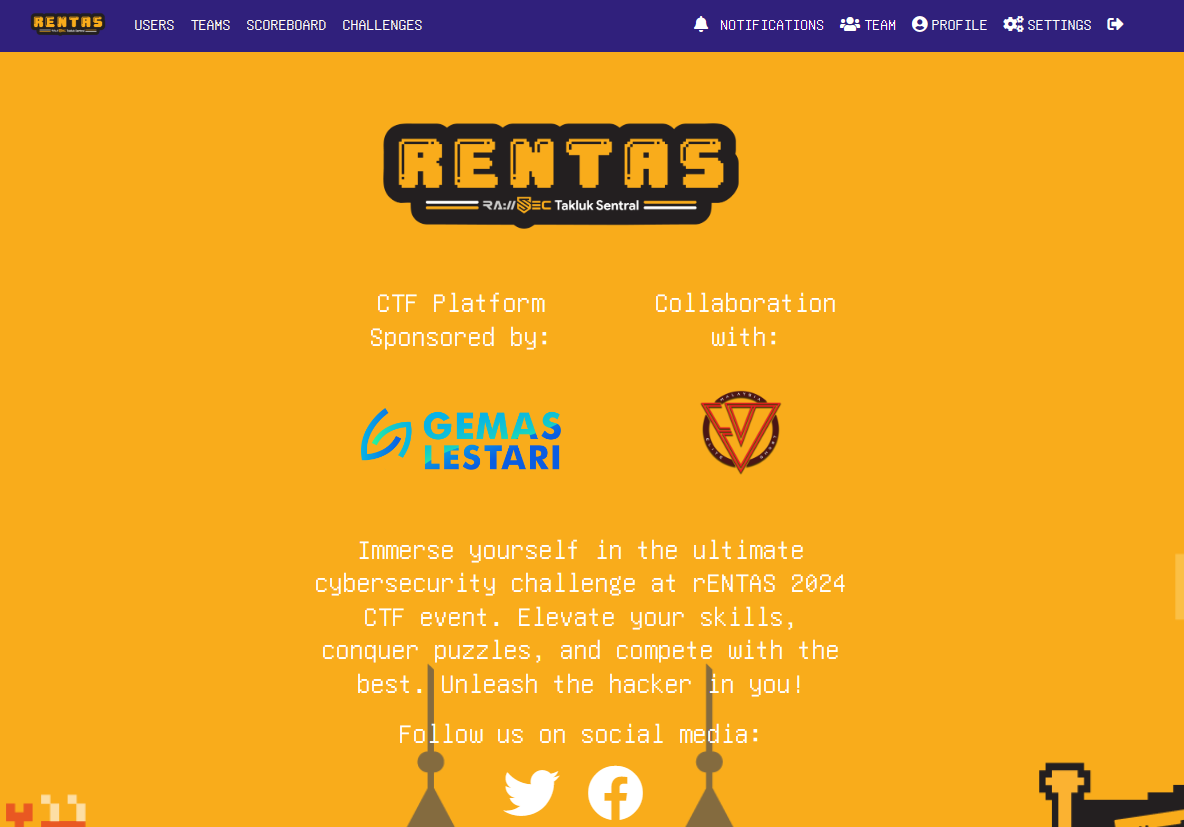 RENTAS
USERS TEAMS SCOREBOARD CHALLENGES NOTIFICATIONS TEAM PROFILE SETTINGS
RENTAS
RA://SEC Takluk Sentral
CTF Platform
Sponsored by:
Collaboration
with:
GEMAS
LESTARI
MALAYSIA
Immerse yourself in the ultimate
cybersecurity challenge at rENTAS 2024
CTF event. Elevate your skills,
conquer puzzles, and compete with the
best. Unleash the hacker in you!
Follow us on social media: